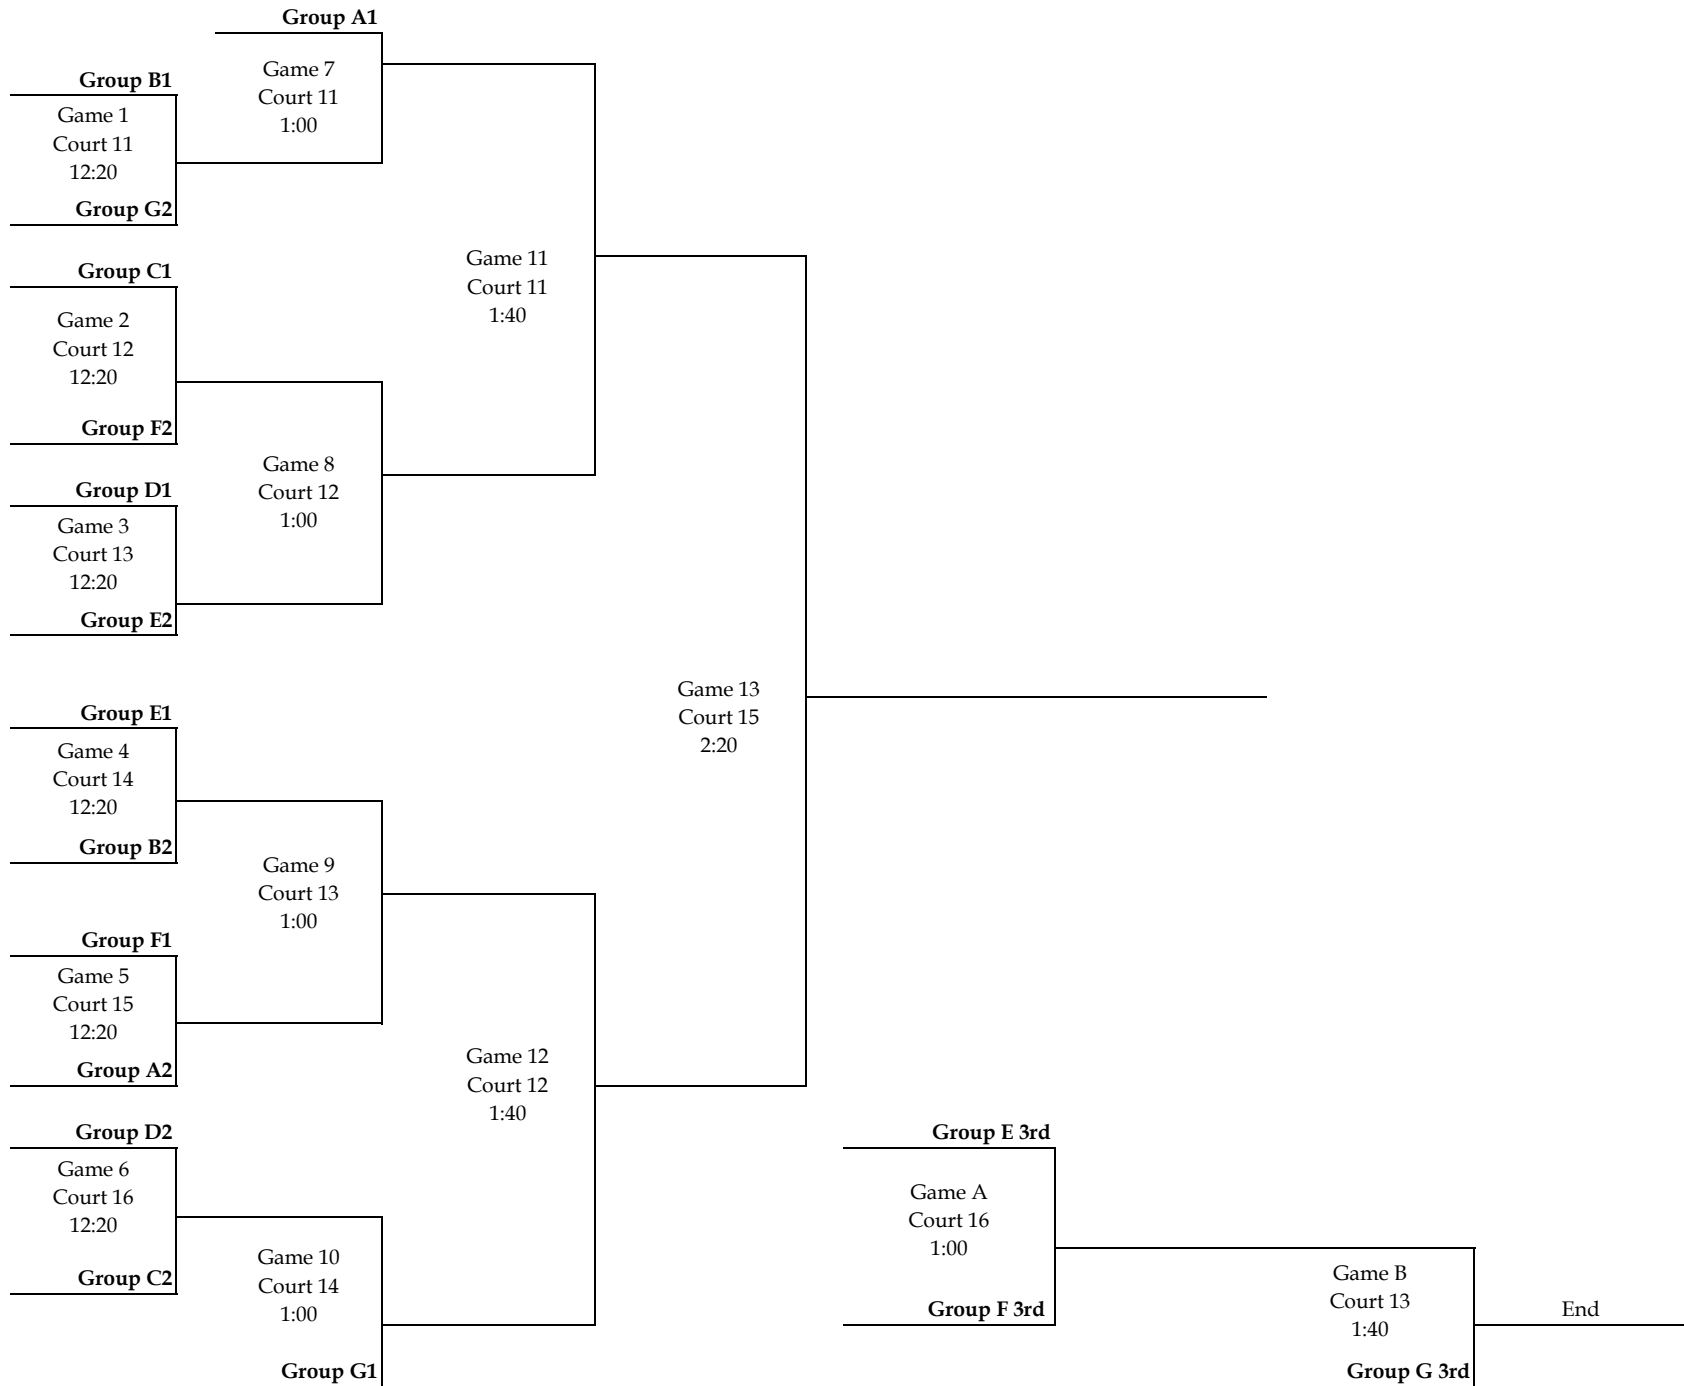 Group A1
Game 7
Court 11
1:00
Group B1
Game 1
Court 11
12:20
Group G2
Group C1
Game 2
Court 12
12:20
Group F2
Game 11
Court 11
1:40
Group D1
Game 3
Court 13
12:20
Group E2
Game 8
Court 12
1:00
Game 13
Court 15
2:20
Group E1
Game 4
Court 14
12:20
Group B2
Game 9
Court 13
1:00
Group F1
Game 5
Court 15
12:20
Group A2
Game 12
Court 12
1:40
Group D2
Game 6
Court 16
12:20
Group C2
Game 10
Court 14
1:00
Group G1
Group E 3rd
Game A
Court 16
1:00
Group F 3rd
Game B
Court 13
1:40
Group G 3rd
End